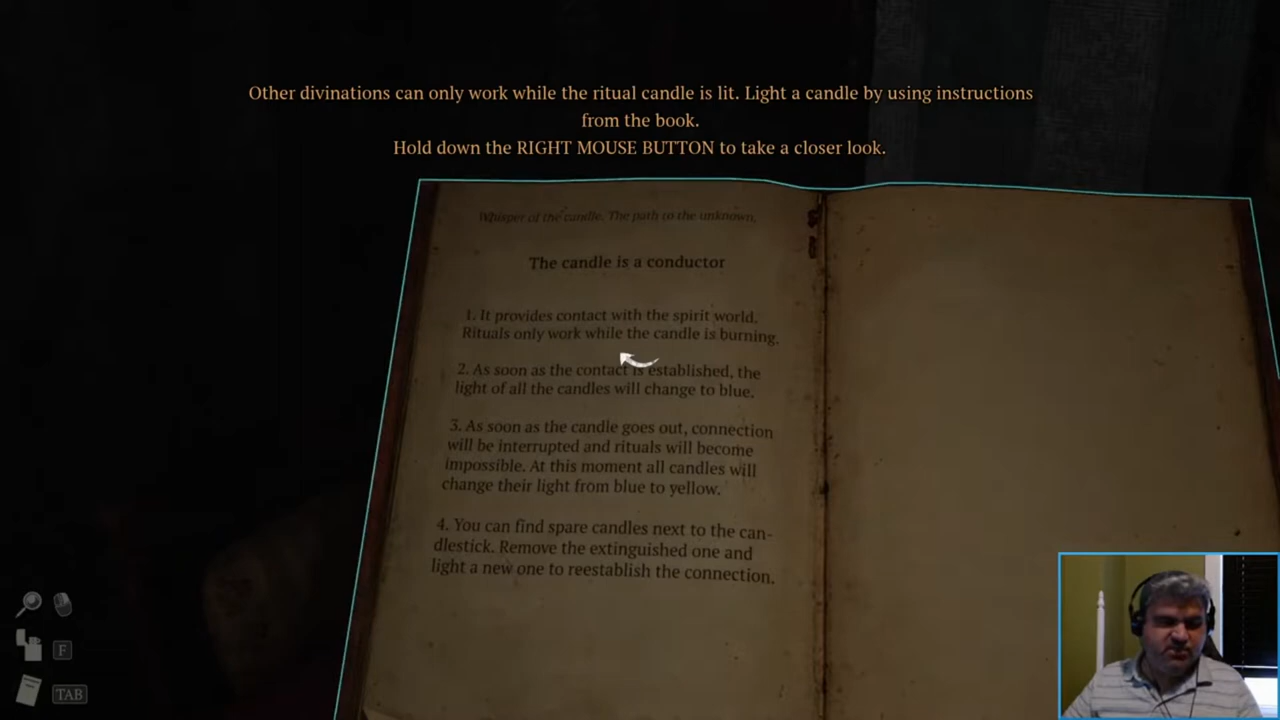 Other divinations can only work while the ritual candle is lit. Light a candle by using instructions
from the book.
Hold down the RIGHT MOUSE BUTTON to take a closer look.
Whisper of the candle. The path to the unknown.
The candle is a conductor
1. It provides contact with the spirit world.
Rituals only work while the candle is burning.
2. As soon as the contact is established, the
light of all the candles will change to blue.
3. As soon as the candle goes out, connection
will be interrupted and rituals will become
impossible. At this moment all candles will
change their light from blue to yellow.
4. You can find spare candles next to the can-
dlestick. Remove the extinguished one and
light a new one to reestablish the connection.
F
TAB